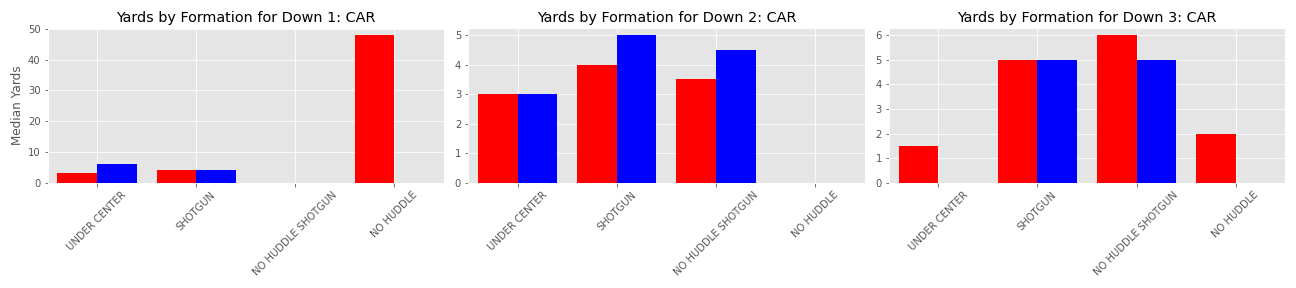 Yards by Formation for Down 1: CAR
Median Yards
50
40
30
20
10
0
UNDER CENTER
SHOTGUN
NO HUDDLE SHOTGUN
NO HUDDLE
Yards by Formation for Down 2: CAR
5
4
3
2
1
0
UNDER CENTER
SHOTGUN
NO HUDDLE SHOTGUN
NO HUDDLE
Yards by Formation for Down 3: CAR
6
5
4
3
2
1
0
UNDER CENTER
SHOTGUN
NO HUDDLE SHOTGUN
NO HUDDLE